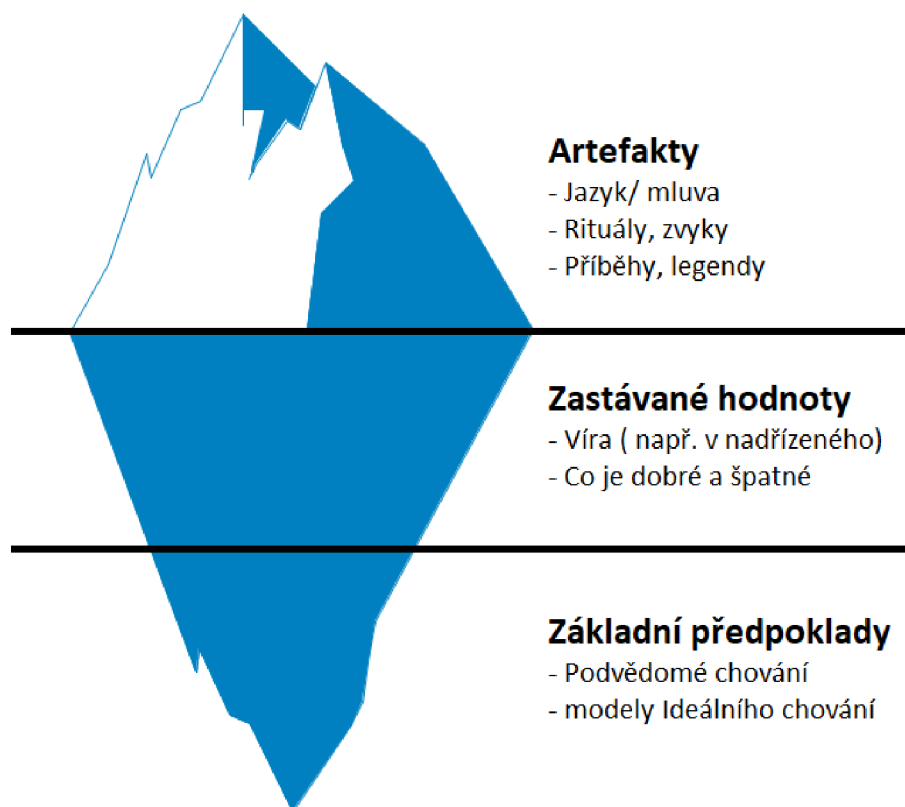 Artefakty
- Jazyk/ mluva
- Rituály, zvyky
- Příběhy, legendy
Zastávané hodnoty
- Víra ( např. v nadřízeného)
- Co je dobré a špatné
Základní předpoklady
- Podvědomé chování
- modely Ideálního chování